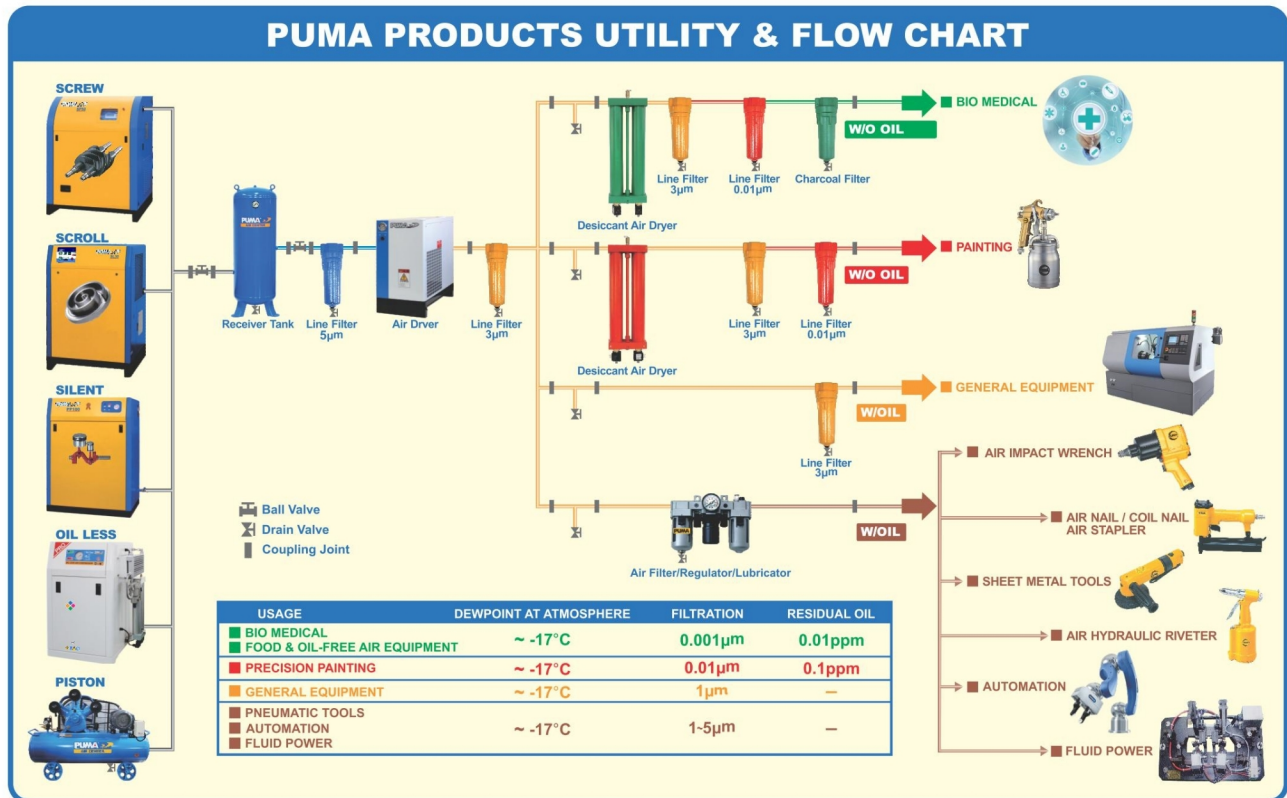 PUMA PRODUCTS UTILITY & FLOW CHART
SCREW
SCROLL
SILENT
OIL LESS
PISTON
PUMA
PUMA
Receiver Tank
Line Filter
5µm
Air Drver
Line Filter
3µm
Desiccant Air Dryer
Line Filter
3µm
Line Filter
0.01µm
Charcoal Filter
W/O OIL
BIO MEDICAL
Desiccant Air Dryer
Line Filter
3µm
Line Filter
0.01µm
W/O OIL
PAINTING
Line Filter
3µm
W/OIL
GENERAL EQUIPMENT
PUMA
Air Filter/Regulator/Lubricator
W/OIL
AIR IMPACT WRENCH
AIR NAIL / COIL NAIL
AIR STAPLER
SHEET METAL TOOLS
AIR HYDRAULIC RIVETER
AUTOMATION
FLUID POWER
Ball Valve
Drain Valve
Coupling Joint
USAGE DEWPOINT AT ATMOSPHERE FILTRATION RESIDUAL OIL
BIO MEDICAL
FOOD & OIL-FREE AIR EQUIPMENT ~ -17°C 0.001µm 0.01ppm
PRECISION PAINTING ~ -17°C 0.01µm 0.1ppm
GENERAL EQUIPMENT ~ -17°C 1µm –
PNEUMATIC TOOLS
AUTOMATION ~ -17°C 1~5µm –
FLUID POWER